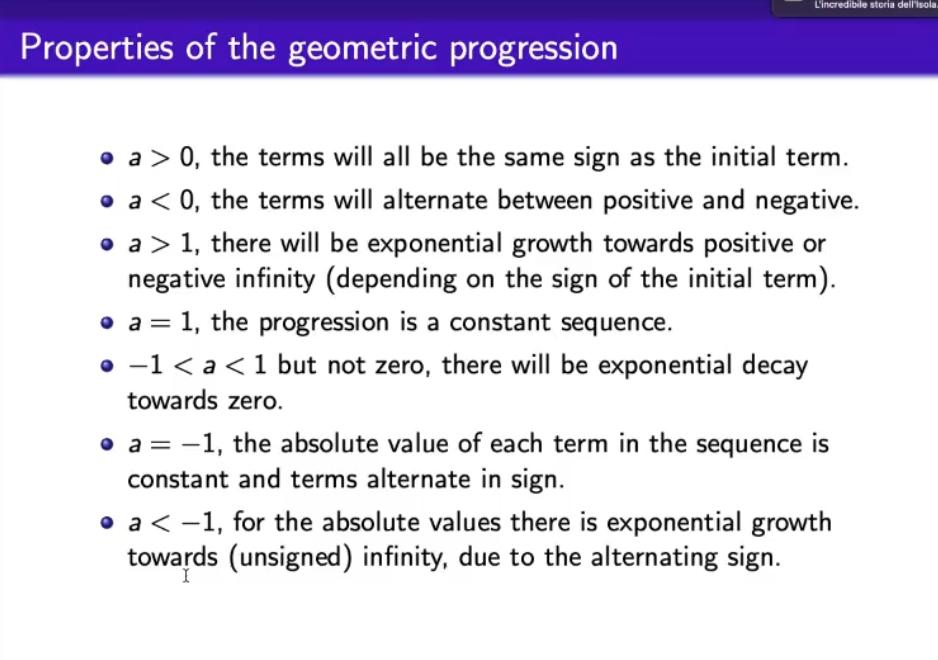 L'incredibile storia dell'Isola
Properties of the geometric progression
a > 0, the terms will all be the same sign as the initial term.
a < 0, the terms will alternate between positive and negative.
a > 1, there will be exponential growth towards positive or
negative infinity (depending on the sign of the initial term).
a = 1, the progression is a constant sequence.
−1 < a < 1 but not zero, there will be exponential decay
towards zero.
a = −1, the absolute value of each term in the sequence is
constant and terms alternate in sign.
a < −1, for the absolute values there is exponential growth
towards (unsigned) infinity, due to the alternating sign.